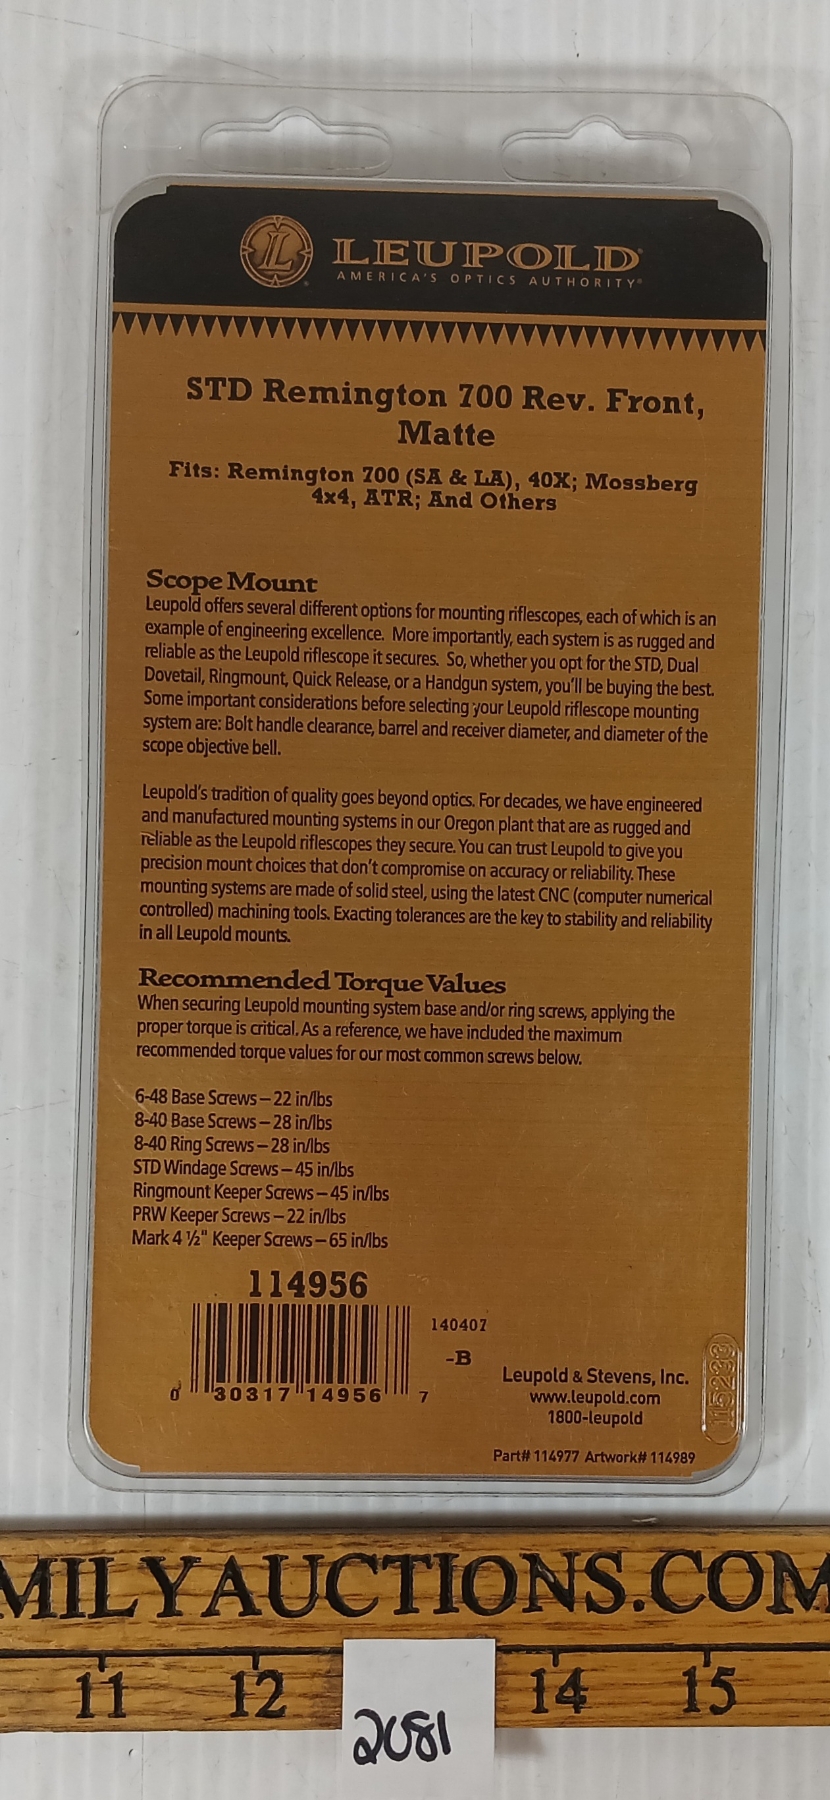 LEUPOLD®
AMERICA'S OPTICS AUTHORITY®
STD Remington 700 Rev. Front,
Matte
Fits: Remington 700 (SA & LA), 40X; Mossberg
4x4, ATR; And Others
Scope Mount
Leupold offers several different options for mounting riflescopes, each of which is an
example of engineering excellence. More importantly, each system is as rugged and
reliable as the Leupold riflescope it secures. So, whether you opt for the STD, Dual
Dovetail, Ringmount, Quick Release, or a Handgun system, you'll be buying the best.
Some important considerations before selecting your Leupold riflescope mounting
system are: Bolt handle clearance, barrel and receiver diameter, and diameter of the
scope objective bell.
Leupold's tradition of quality goes beyond optics. For decades, we have engineered
and manufactured mounting systems in our Oregon plant that are as rugged and
reliable as the Leupold riflescopes they secure. You can trust Leupold to give you
precision mount choices that don't compromise on accuracy or reliability. These
mounting systems are made of solid steel, using the latest CNC (computer numerical
controlled) machining tools. Exacting tolerances are the key to stability and reliability
in all Leupold mounts.
Recommended Torque Values
When securing Leupold mounting system base and/or ring screws, applying the
proper torque is critical. As a reference, we have included the maximum
recommended torque values for our most common screws below.
6-48 Base Screws – 22 in/lbs
8-40 Base Screws – 28 in/lbs
8-40 Ring Screws – 28 in/lbs
STD Windage Screws – 45 in/lbs
Ringmount Keeper Screws – 45 in/lbs
PRW Keeper Screws – 22 in/lbs
Mark 4 ½" Keeper Screws – 65 in/lbs
114956
0 30317 14956 7
140407
-B
Leupold & Stevens, Inc.
www.leupold.com
1800-leupold
115233
Part# 114977 Artwork# 114989
MILYAUCTIONS.COM
11 12 14 15
2081